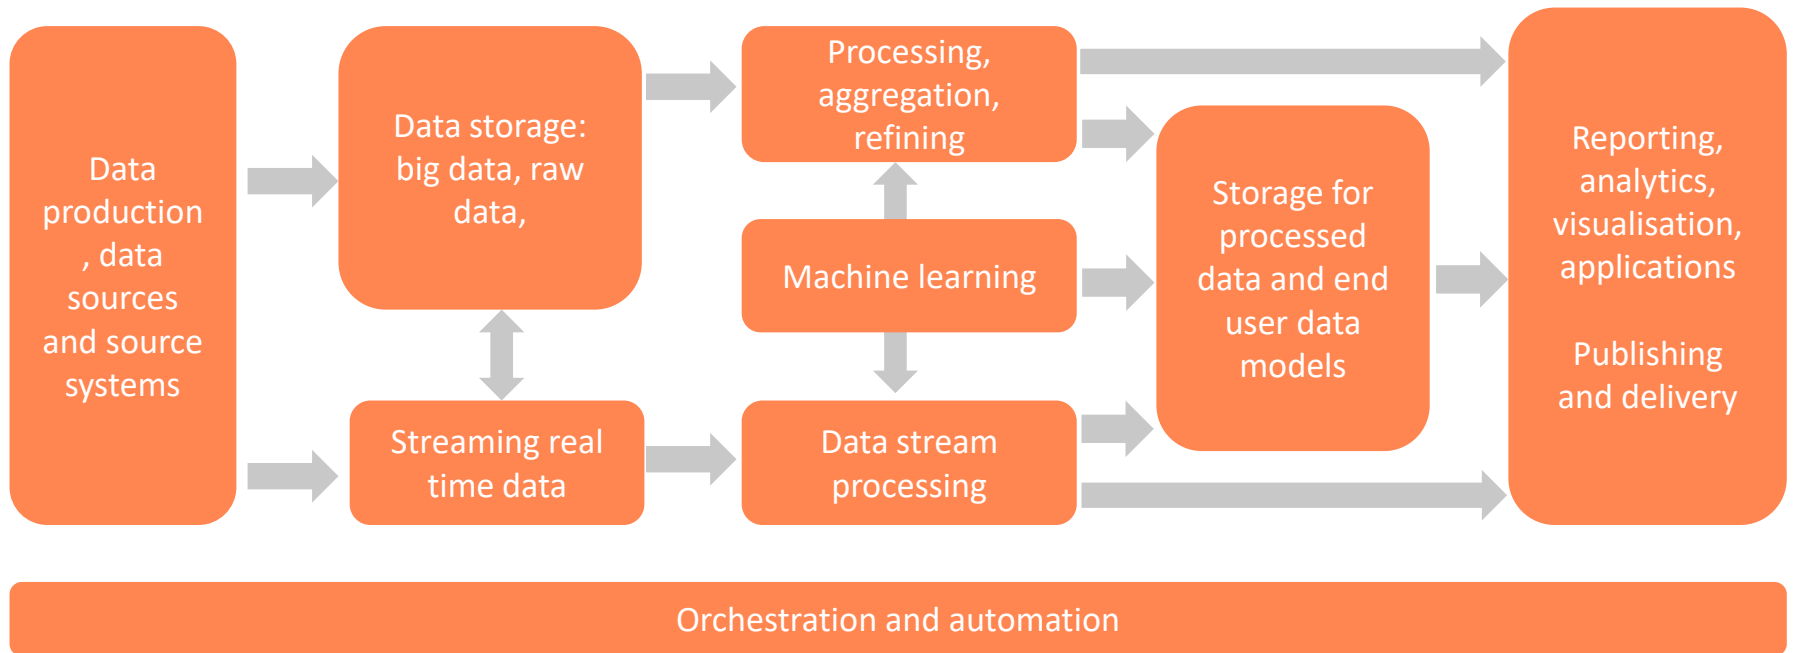 Data
production
, data
sources
and source
systems
Data storage:
big data, raw
data,
Streaming real
time data
Processing,
aggregation,
refining
Machine learning
Data stream
processing
Storage for
processed
data and end
user data
models
Reporting,
analytics,
visualisation,
applications
Publishing
and delivery
Orchestration and automation